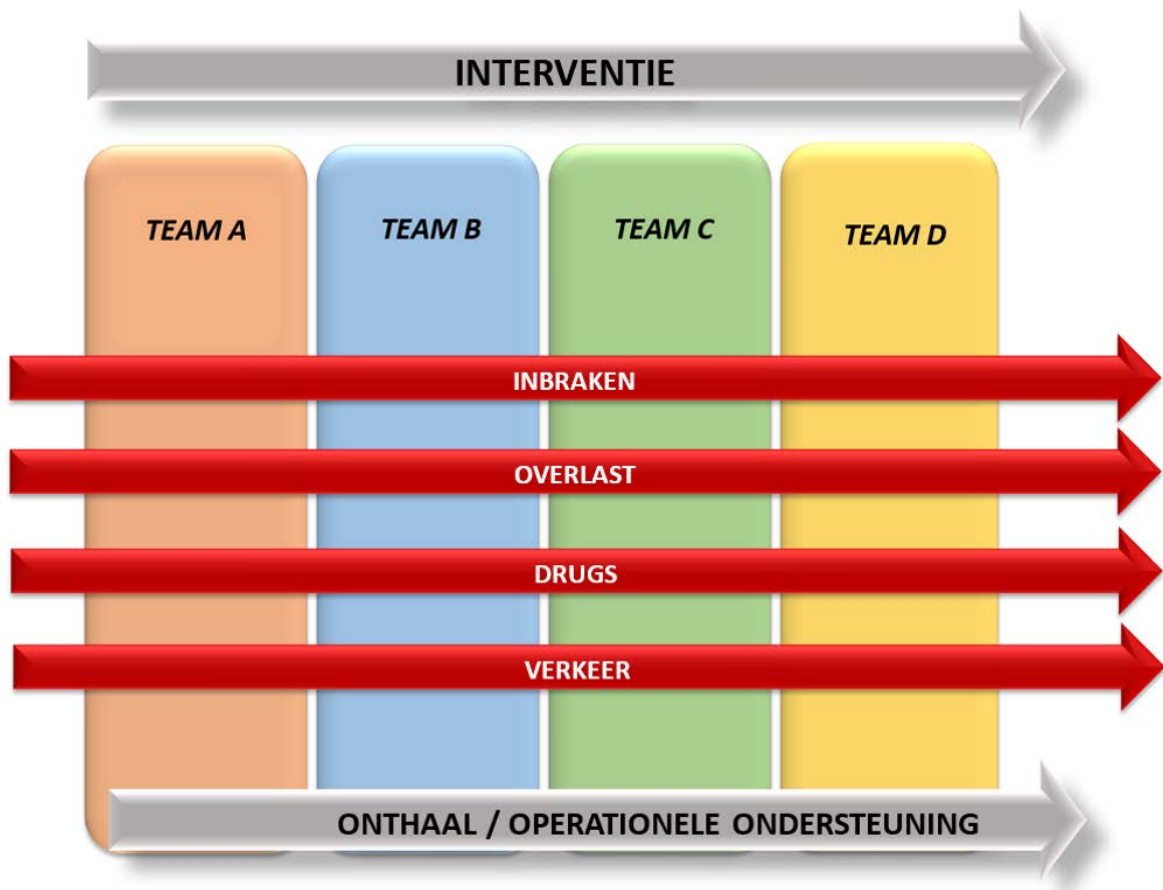 INTERVENTIE
TEAM A
TEAM B
TEAM C
TEAM D
INBRAKEN
OVERLAST
DRUGS
VERKEER
ONTHAAL / OPERATIONELE ONDERSTEUNING